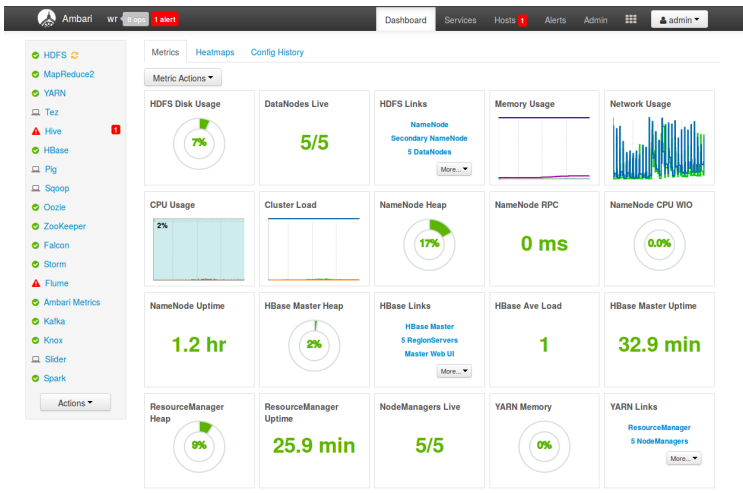 Ambari wr 0 ops 1 alert Dashboard Services Hosts 1 Alerts Admin admin
HDFS
MapReduce2
YARN
Tez
Hive 1
HBase
Pig
Sqoop
Oozie
ZooKeeper
Falcon
Storm
Flume
Ambari Metrics
Kafka
Knox
Slider
Spark
Actions
Metrics Heatmaps Config History
Metric Actions
HDFS Disk Usage
7%
DataNodes Live
5/5
HDFS Links
NameNode
Secondary NameNode
5 DataNodes
More...
Memory Usage
Network Usage
CPU Usage
2%
Cluster Load
NameNode Heap
17%
NameNode RPC
0 ms
NameNode CPU WIO
0.0%
NameNode Uptime
1.2 hr
HBase Master Heap
2%
HBase Links
HBase Master
5 RegionServers
Master Web UI
More...
HBase Ave Load
1
HBase Master Uptime
32.9 min
ResourceManager
Heap
9%
ResourceManager
Uptime
25.9 min
NodeManagers Live
5/5
YARN Memory
0%
YARN Links
ResourceManager
5 NodeManagers
More...